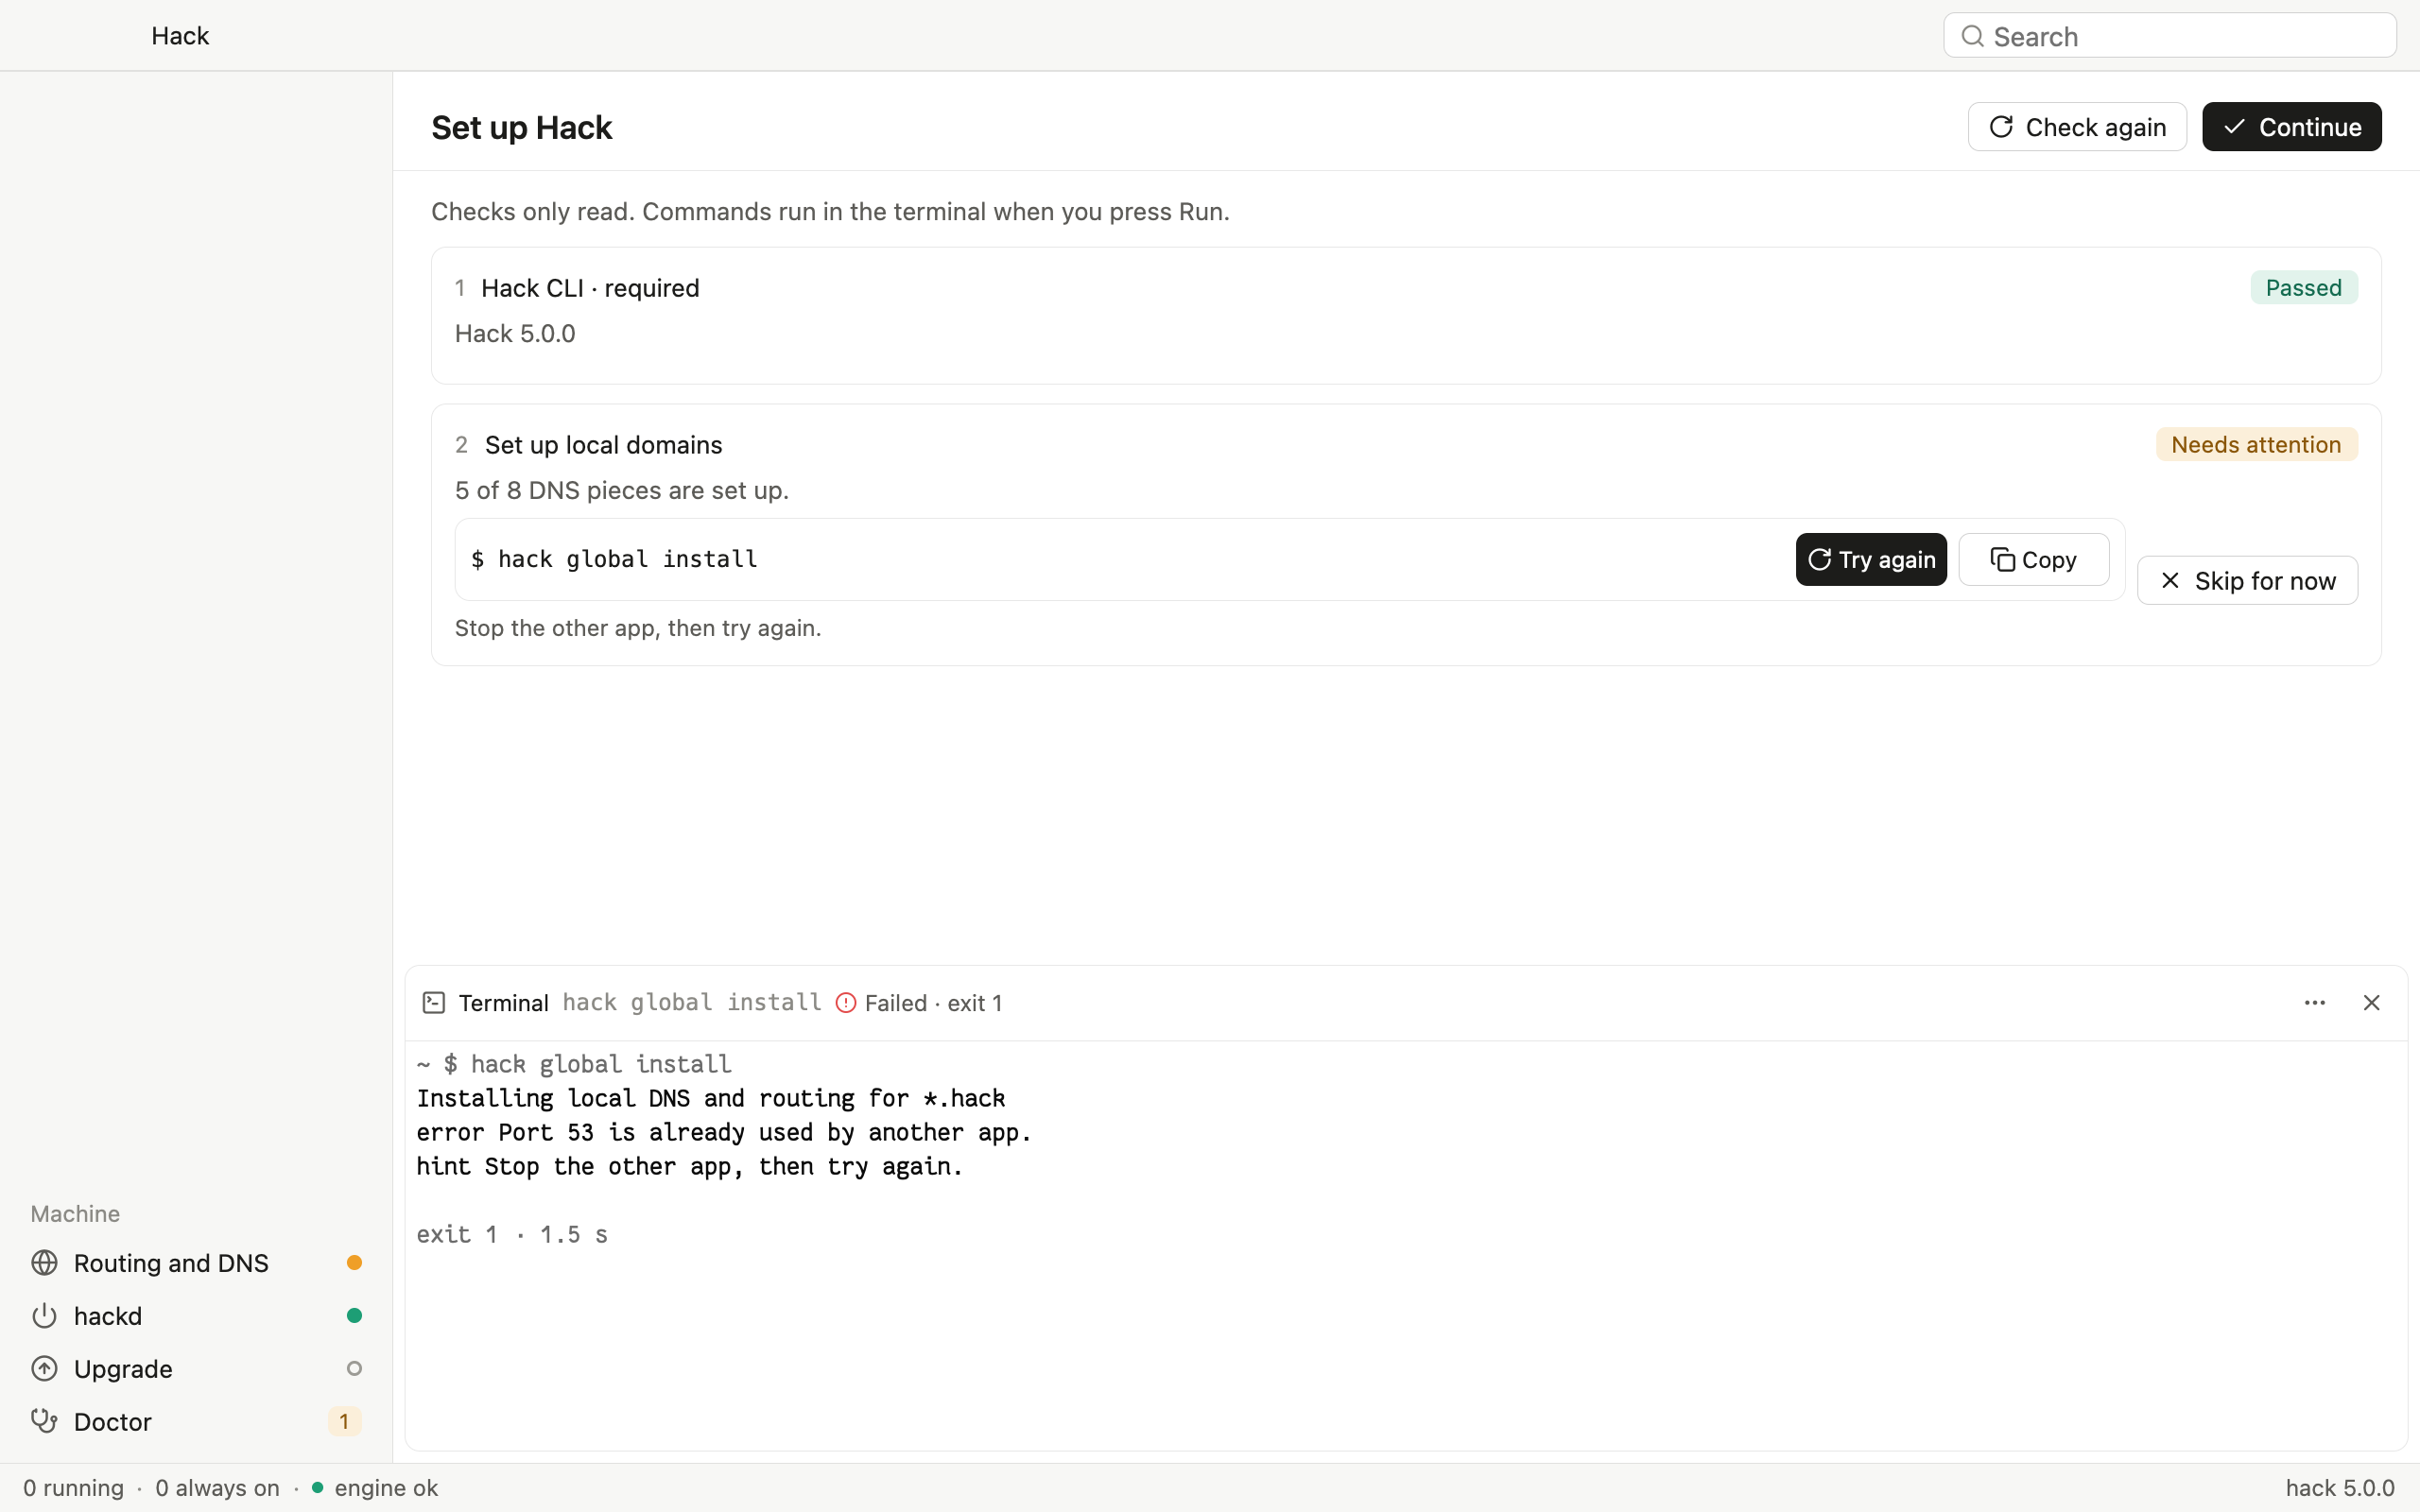 Hack
Search
Set up Hack
Check again
Continue
Checks only read. Commands run in the terminal when you press Run.
1 Hack CLI · required
Passed
Hack 5.0.0
2 Set up local domains
Needs attention
5 of 8 DNS pieces are set up.
$ hack global install
Try again
Copy
Skip for now
Stop the other app, then try again.
Terminal hack global install Failed · exit 1
~ $ hack global install
Installing local DNS and routing for *.hack
error Port 53 is already used by another app.
hint Stop the other app, then try again.
exit 1 · 1.5 s
Machine
Routing and DNS
hackd
Upgrade
Doctor 1
0 running · 0 always on · engine ok
hack 5.0.0